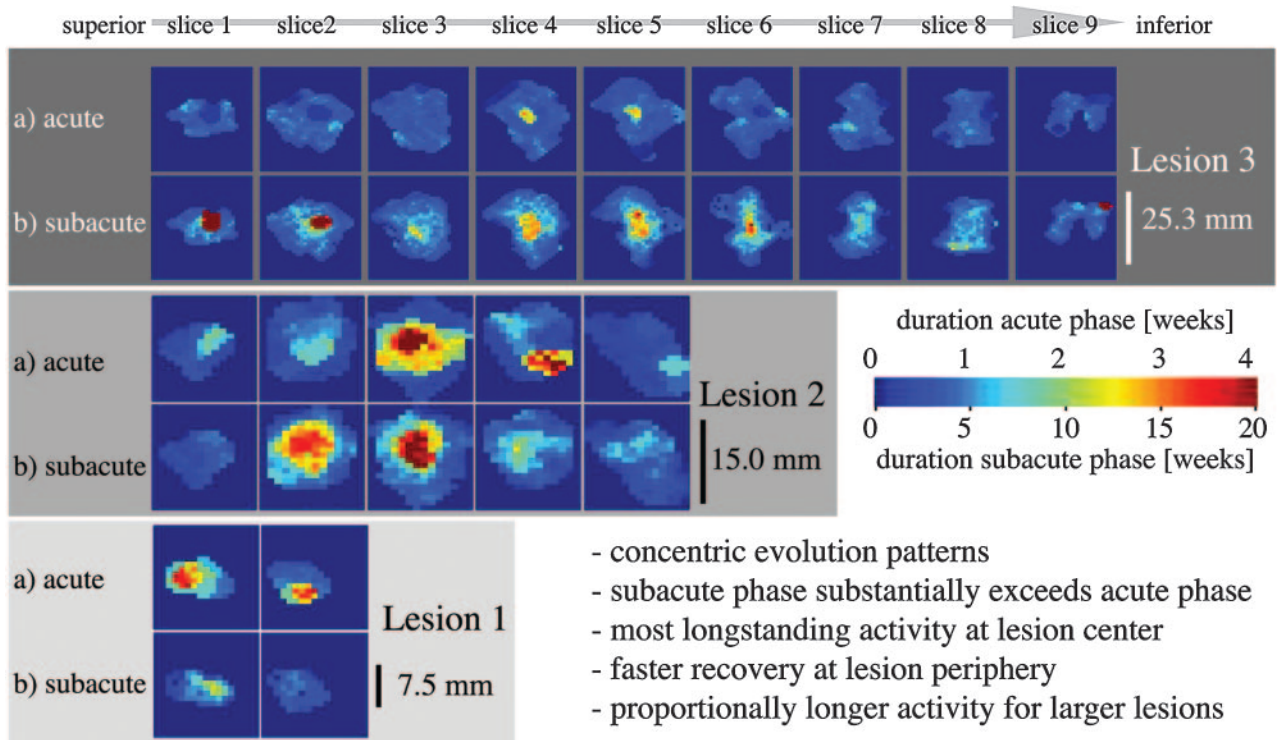 superior slice 1 slice2 slice 3 slice 4 slice 5 slice 6 slice 7 slice 8 slice 9 inferior
a) acute
b) subacute
Lesion 3
25.3 mm
a) acute
b) subacute
Lesion 2
15.0 mm
duration acute phase [weeks]
0 1 2 3 4
0 5 10 15 20
duration subacute phase [weeks]
a) acute
b) subacute
Lesion 1
7.5 mm
- concentric evolution patterns
- subacute phase substantially exceeds acute phase
- most longstanding activity at lesion center
- faster recovery at lesion periphery
- proportionally longer activity for larger lesions